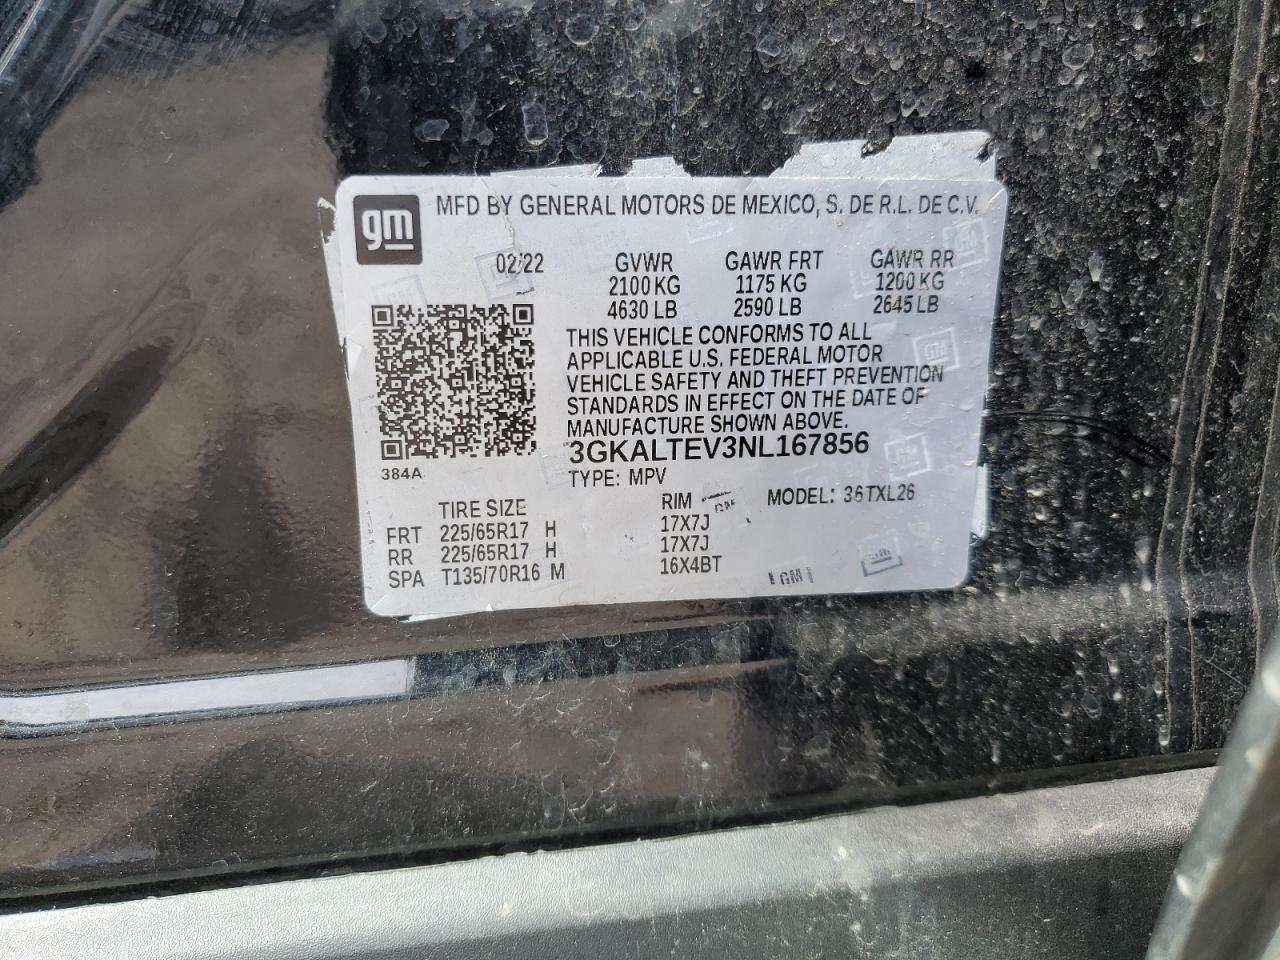 gm
MFD BY GENERAL MOTORS DE MEXICO, S. DE R.L. DE C.V.
02/22 GVWR GAWR FRT GAWR RR
2100 KG 1175 KG 1200 KG
4630 LB 2590 LB 2645 LB
THIS VEHICLE CONFORMS TO ALL
APPLICABLE U.S. FEDERAL MOTOR
VEHICLE SAFETY AND THEFT PREVENTION
STANDARDS IN EFFECT ON THE DATE OF
MANUFACTURE SHOWN ABOVE.
3GKALTEV3NL167856
384A
TYPE: MPV
TIRE SIZE RIM MODEL: 36TXL26
FRT 225/65R17 H 17X7J
RR 225/65R17 H 17X7J
SPA T135/70R16 M 16X4BT
GM